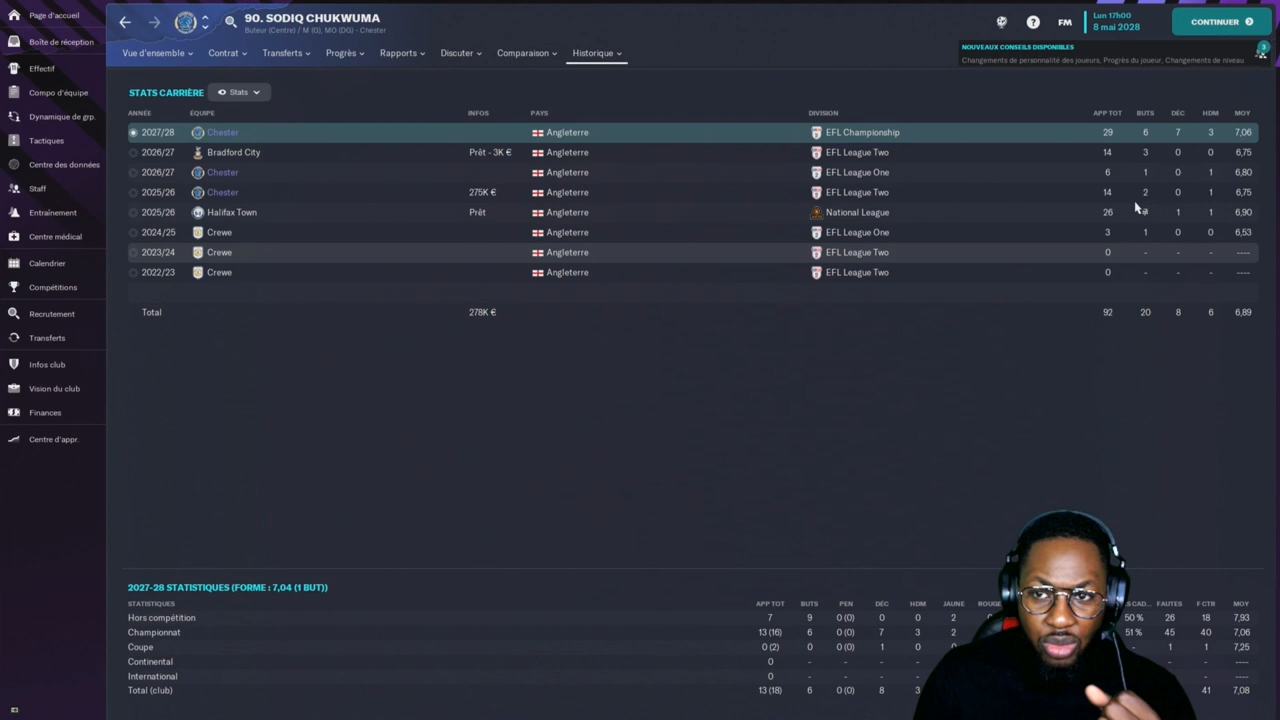 Page d'accueil
Boîte de réception
Effectif
Compo d'équipe
Dynamique de grp.
Tactiques
Centre des données
Staff
Entraînement
Centre médical
Calendrier
Compétitions
Recrutement
Transferts
Infos club
Vision du club
Finances
Centre d'appr.
90. SODIQ CHUKWUMA
Buteur (Centre) / M (G), MO (DG) - Chester
FM
Lun 17h00
8 mai 2028
CONTINUER
Vue d'ensemble Contrat Transferts Progrès Rapports Discuter Comparaison Historique
NOUVEAUX CONSEILS DISPONIBLES 3
Changements de personnalité des joueurs, Progrès du joueur, Changements de niveau
STATS CARRIÈRE Stats
ANNÉE ÉQUIPE INFOS PAYS DIVISION APP TOT BUTS DÉC HDM MOY
2027/28 Chester Angleterre EFL Championship 29 6 7 3 7,06
2026/27 Bradford City Prêt - 3K € Angleterre EFL League Two 14 3 0 0 6,75
2026/27 Chester Angleterre EFL League One 6 1 0 1 6,80
2025/26 Chester 275K € Angleterre EFL League Two 14 2 0 1 6,75
2025/26 Halifax Town Prêt Angleterre National League 26 1 1 6,90
2024/25 Crewe Angleterre EFL League One 3 1 0 0 6,53
2023/24 Crewe Angleterre EFL League Two 0 - - - ----
2022/23 Crewe Angleterre EFL League Two 0 - - - ----
Total 278K € 92 20 8 6 6,89
2027-28 STATISTIQUES (FORME : 7,04 (1 BUT))
STATISTIQUES APP TOT BUTS PEN DÉC HDM JAUNE ROUGE CAD... FAUTES F CTR MOY
Hors compétition 7 9 0 (0) 0 0 2 50 % 26 18 7,93
Championnat 13 (16) 6 0 (0) 7 3 2 51 % 45 40 7,06
Coupe 0 (2) 0 0 (0) 1 0 - 1 1 7,25
Continental 0 - - - - - - - ----
International 0 - - - - - - ----
Total (club) 13 (18) 6 0 (0) 8 3 41 7,08